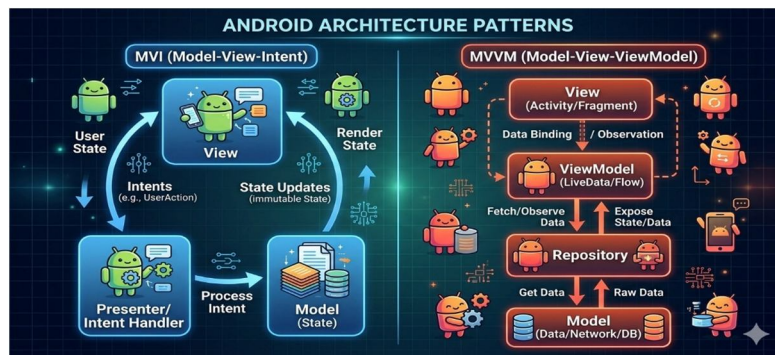 ANDROID ARCHITECTURE PATTERNS
MVI (Model-View-Intent)
User
State
View
Render
State
Intents
(e.g., UserAction)
State Updates
(immutable State)
Presenter/
Intent Handler
Process
Intent
Model
(State)
MVVM (Model-View-ViewModel)
View
(Activity/Fragment)
Data Binding / Observation
ViewModel
(LiveData/Flow)
Fetch/Observe
Data
Expose
State/Data
Repository
Get Data
Raw Data
Model
(Data/Network/DB)